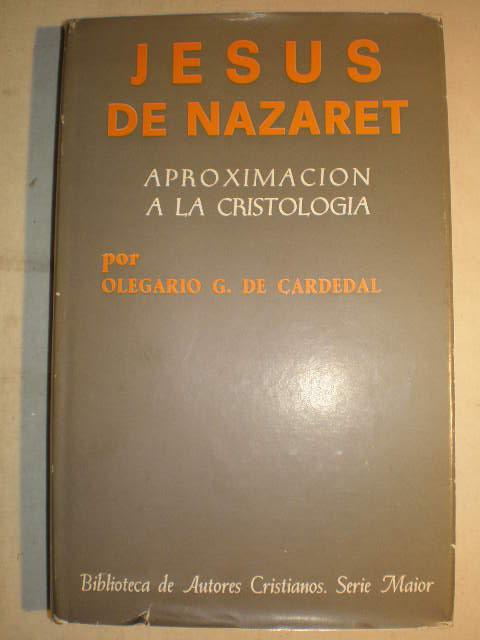 JESUS
DE NAZARET
APROXIMACION
A LA CRISTOLOGIA
por
OLEGARIO G. DE CARDEDAL
Biblioteca de Autores Cristianos. Serie Maior